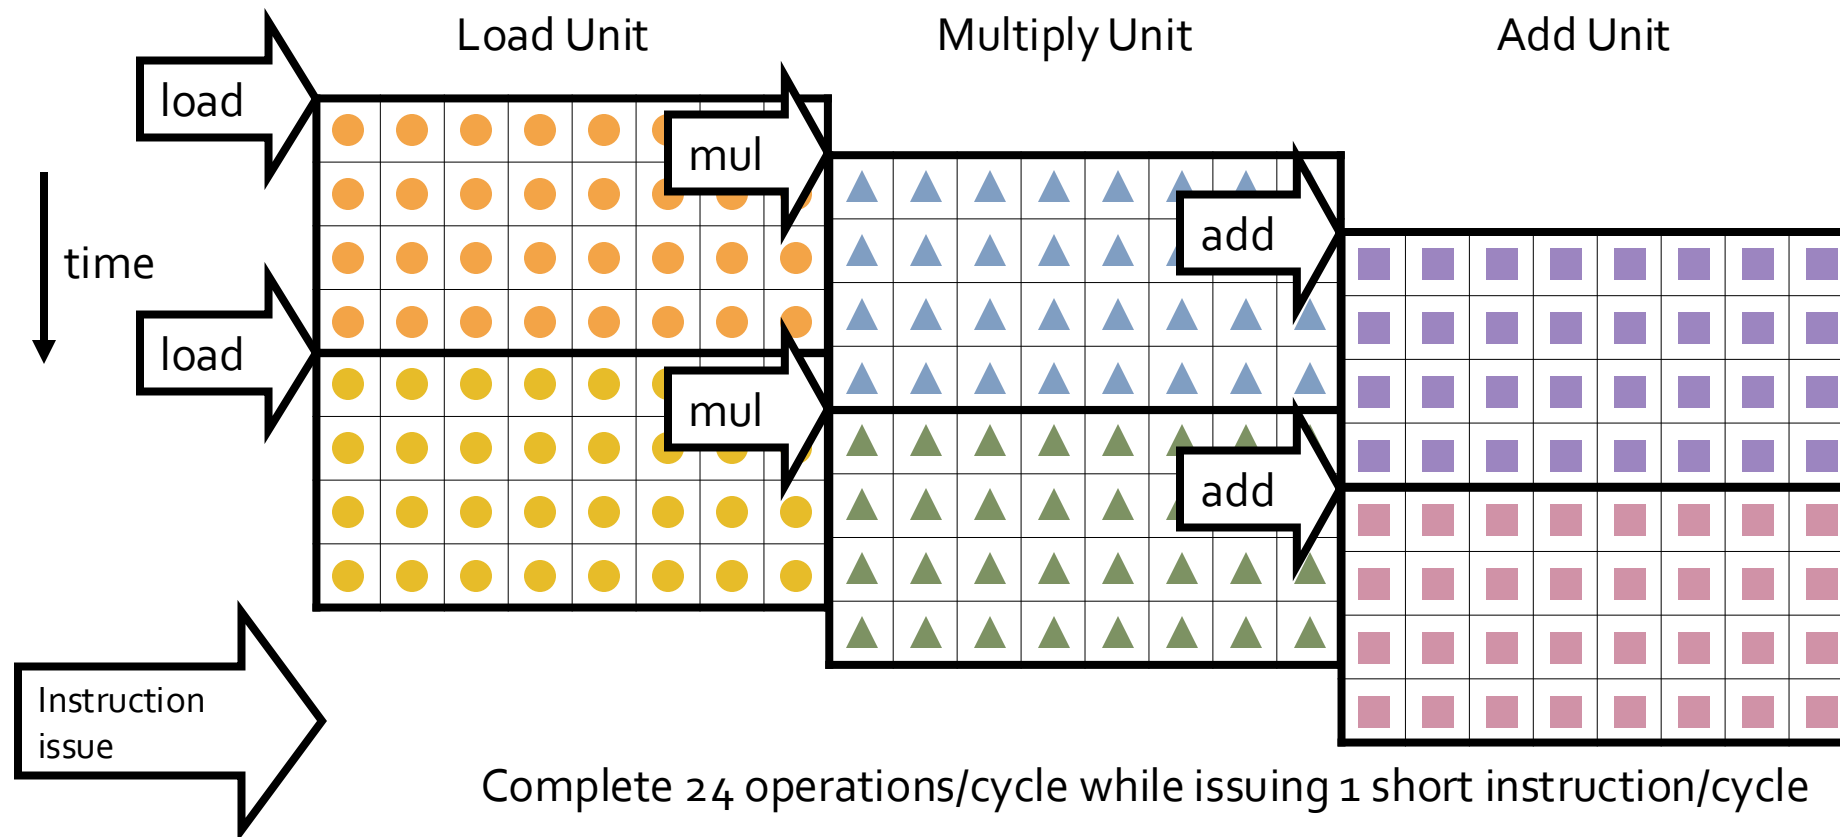 Load Unit
Multiply Unit
Add Unit
load
mul
add
time
load
mul
add
Instruction
issue
Complete 24 operations/cycle while issuing 1 short instruction/cycle